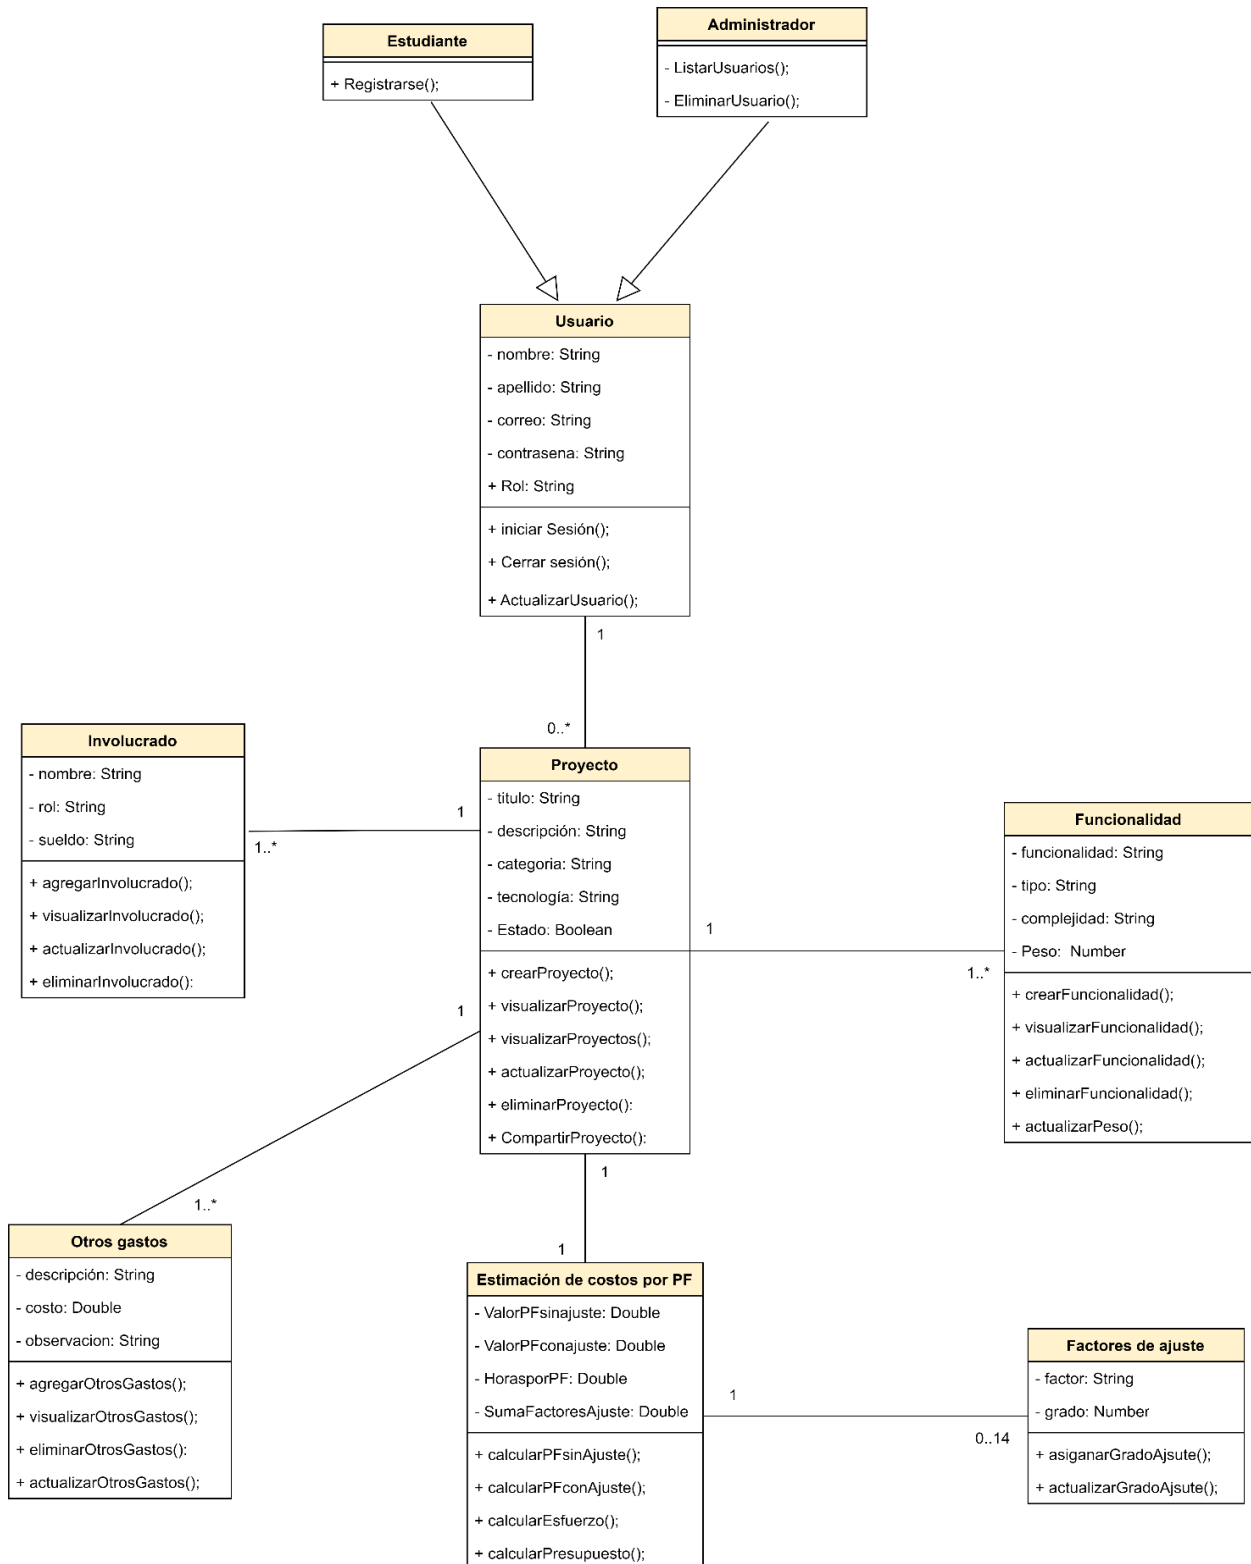 Estudiante
+ Registrarse();
Administrador
- ListarUsuarios();
- EliminarUsuario();
Usuario
- nombre: String
- apellido: String
- correo: String
- contrasena: String
+ Rol: String
+ iniciar Sesión();
+ Cerrar sesión();
+ ActualizarUsuario();
1
0..*
Involucrado
- nombre: String
- rol: String
- sueldo: String
+ agregarInvolucrado();
+ visualizarInvolucrado();
+ actualizarInvolucrado();
+ eliminarInvolucrado():
1..*
1
Proyecto
- titulo: String
- descripción: String
- categoria: String
- tecnología: String
- Estado: Boolean
+ crearProyecto();
+ visualizarProyecto();
+ visualizarProyectos();
+ actualizarProyecto();
+ eliminarProyecto():
+ CompartirProyecto():
1
1..*
Funcionalidad
- funcionalidad: String
- tipo: String
- complejidad: String
- Peso:  Number
+ crearFuncionalidad();
+ visualizarFuncionalidad();
+ actualizarFuncionalidad();
+ eliminarFuncionalidad();
+ actualizarPeso();
1
1..*
Otros gastos
- descripción: String
- costo: Double
- observacion: String
+ agregarOtrosGastos();
+ visualizarOtrosGastos();
+ eliminarOtrosGastos():
+ actualizarOtrosGastos();
1
1
Estimación de costos por PF
- ValorPFsinajuste: Double
- ValorPFconajuste: Double
- HorasporPF: Double
- SumaFactoresAjuste: Double
+ calcularPFsinAjuste();
+ calcularPFconAjuste();
+ calcularEsfuerzo();
+ calcularPresupuesto();
1
0..14
Factores de ajuste
- factor: String
- grado: Number
+ asiganarGradoAjsute();
+ actualizarGradoAjsute();